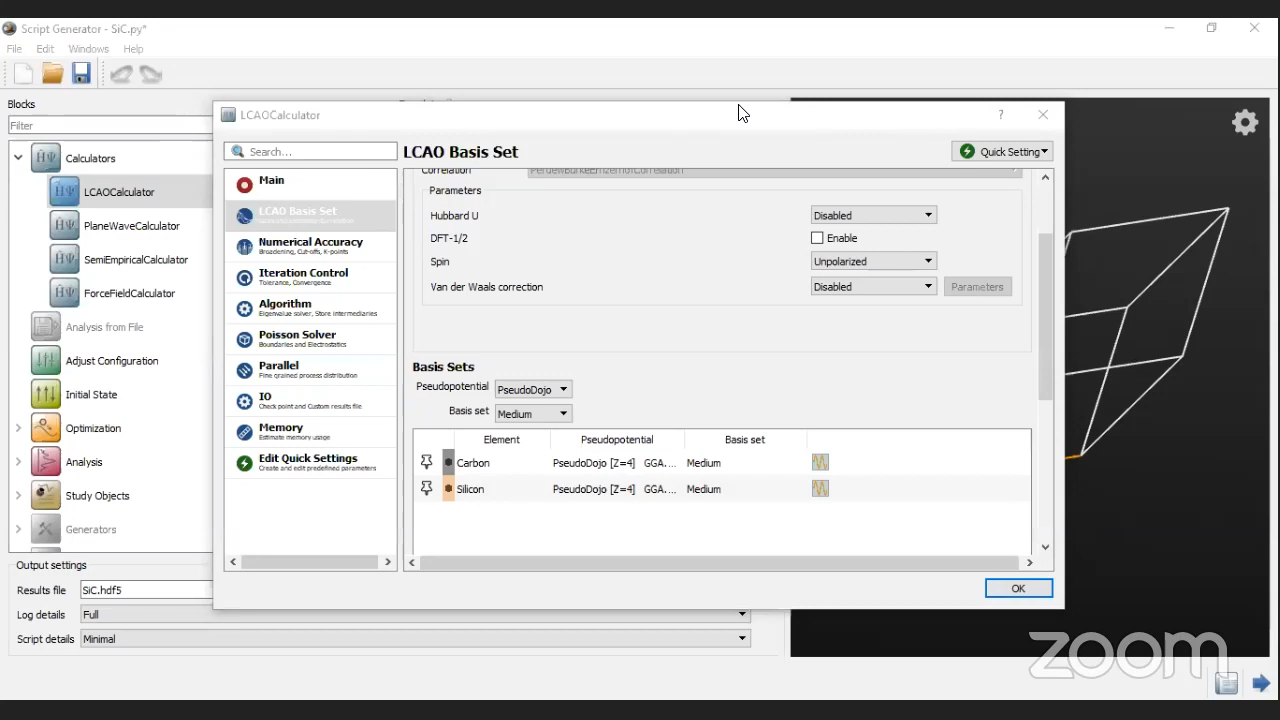 Script Generator - SiC.py*
File Edit Windows Help
Blocks
Filter
Calculators
LCAOCalculator
PlaneWaveCalculator
SemiEmpiricalCalculator
ForceFieldCalculator
Analysis from File
Adjust Configuration
Initial State
Optimization
Analysis
Study Objects
Generators
Output settings
Results file SiC.hdf5
Log details Full
Script details Minimal
LCAOCalculator
?
Search...
Main
LCAO Basis Set
Numerical Accuracy
Broadening, Cut-offs, K-points
Iteration Control
Tolerance, Convergence
Algorithm
Eigenvalue solver, Store intermediaries
Poisson Solver
Boundaries and Electrostatics
Parallel
Fine grained process distribution
IO
Check point and Custom results file
Memory
Estimate memory usage
Edit Quick Settings
Create and edit predefined parameters
LCAO Basis Set
Quick Setting
Correlation PerdewBurkeErnzerhofCorrelation
Parameters
Hubbard U Disabled
DFT-1/2 Enable
Spin Unpolarized
Van der Waals correction Disabled Parameters
Basis Sets
Pseudopotential PseudoDojo
Basis set Medium
Element Pseudopotential Basis set
Carbon PseudoDojo [Z=4] GGA.... Medium
Silicon PseudoDojo [Z=4] GGA.... Medium
OK
zoom